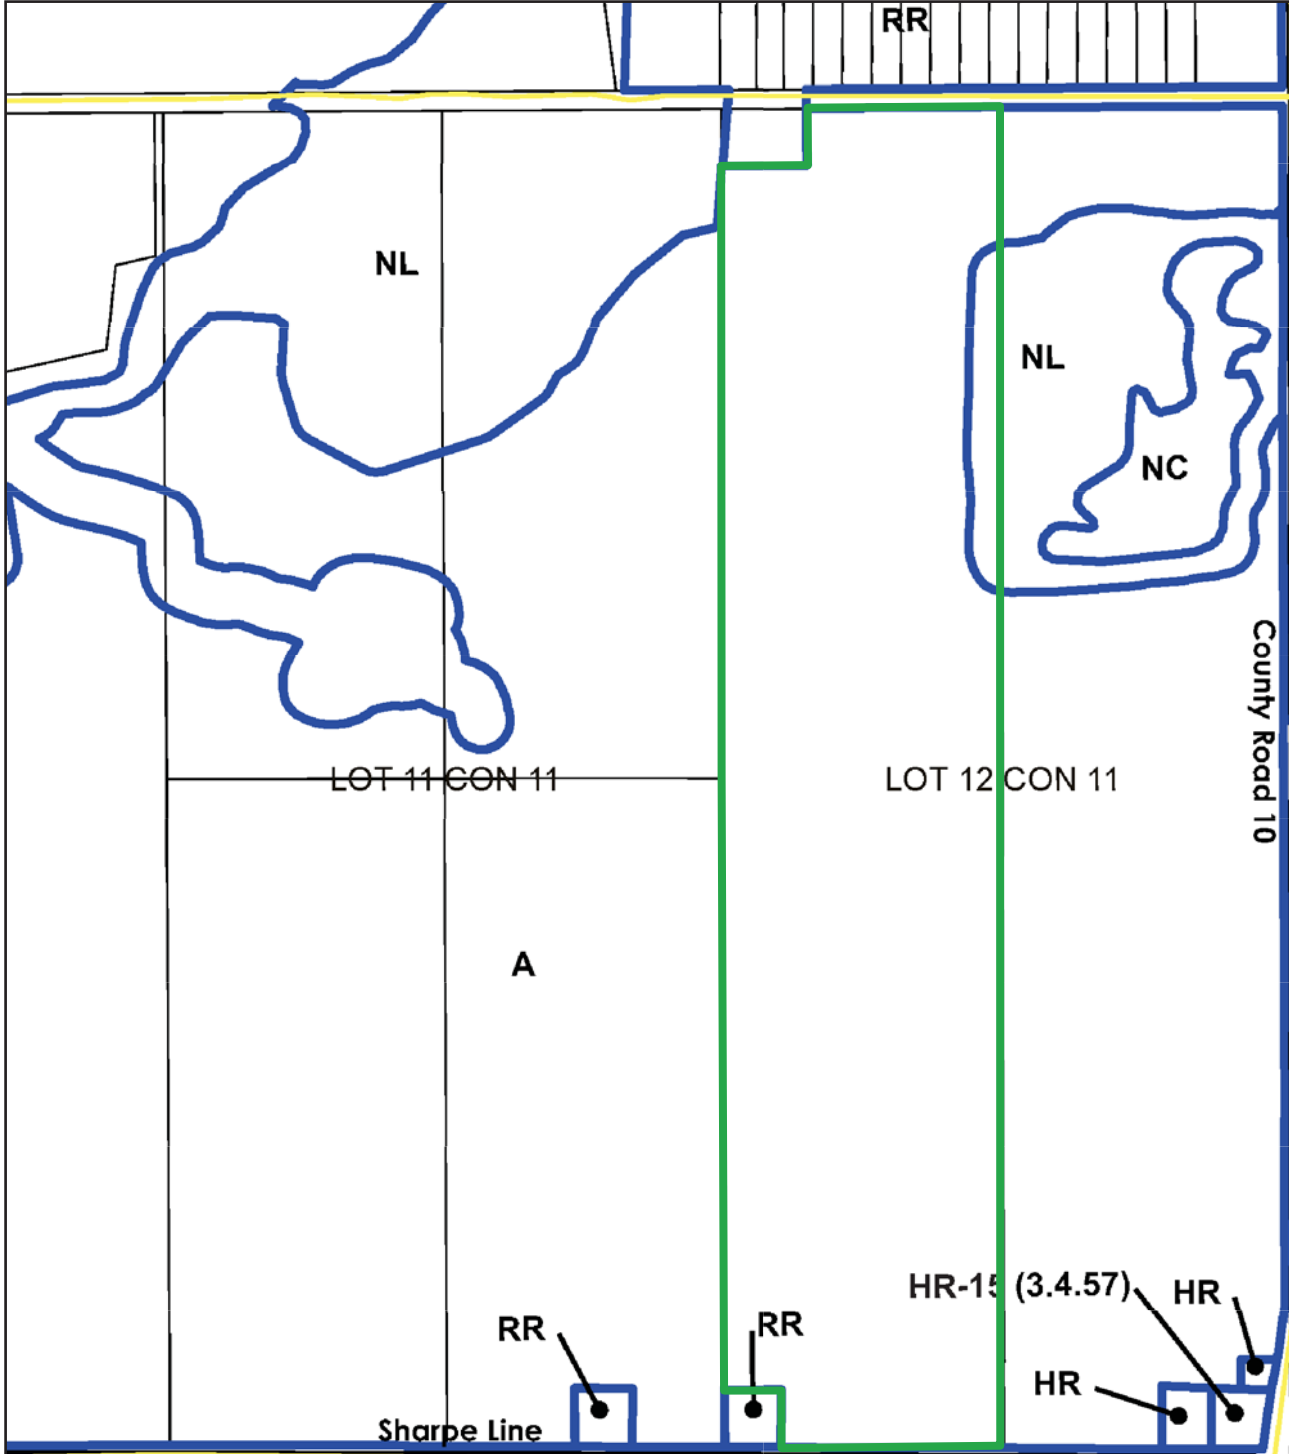 RR
NL
NL
NC
County Road 10
LOT 11 CON 11
LOT 12 CON 11
A
HR-15 (3.4.57)
HR
RR
RR
HR
Sharpe Line